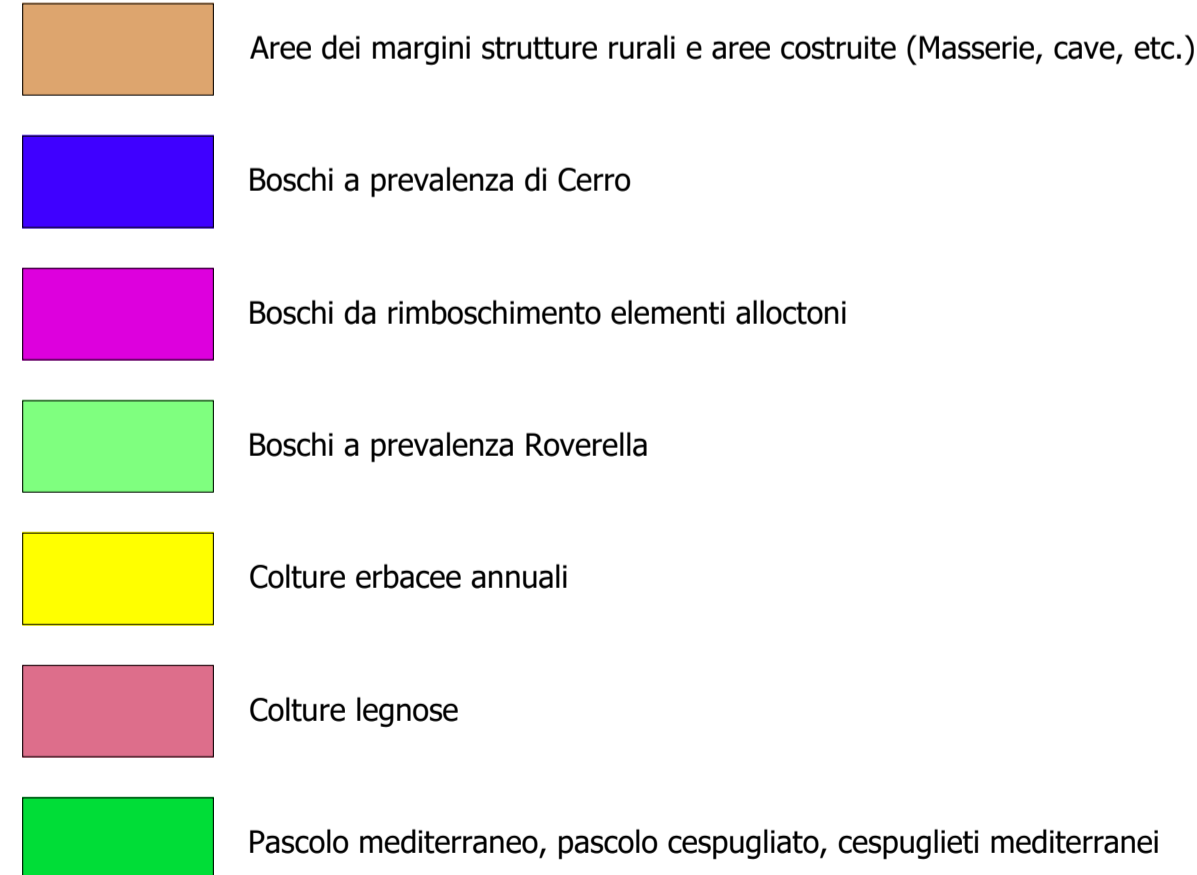 Aree dei margini strutture rurali e aree costruite (Masserie, cave, etc.)
Boschi a prevalenza di Cerro
Boschi da rimboschimento elementi alloctoni
Boschi a prevalenza Roverella
Colture erbacee annuali
Colture legnose
Pascolo mediterraneo, pascolo cespugliato, cespuglieti mediterranei